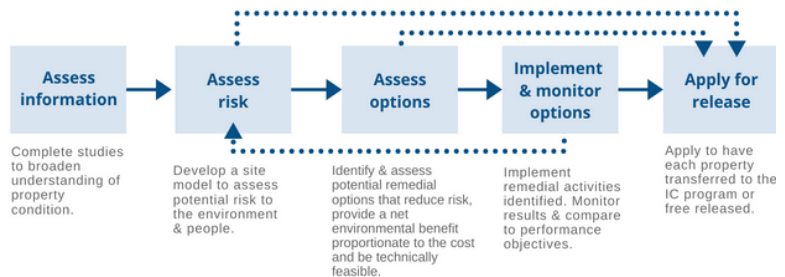 Assess
information
Assess
risk
Assess
options
Implement
& monitor
options
Apply for
release
Complete studies
to broaden
understanding of
property
condition.
Develop a site
model to assess
potential risk to
the environment
& people.
Identify & assess
potential remedial
options that reduce risk,
provide a net
environmental benefit
proportionate to the cost
and be technically
feasible.
Implement
remedial activities
identified. Monitor
results & compare
to performance
objectives.
Apply to have
each property
transferred to the
IC program or
free released.